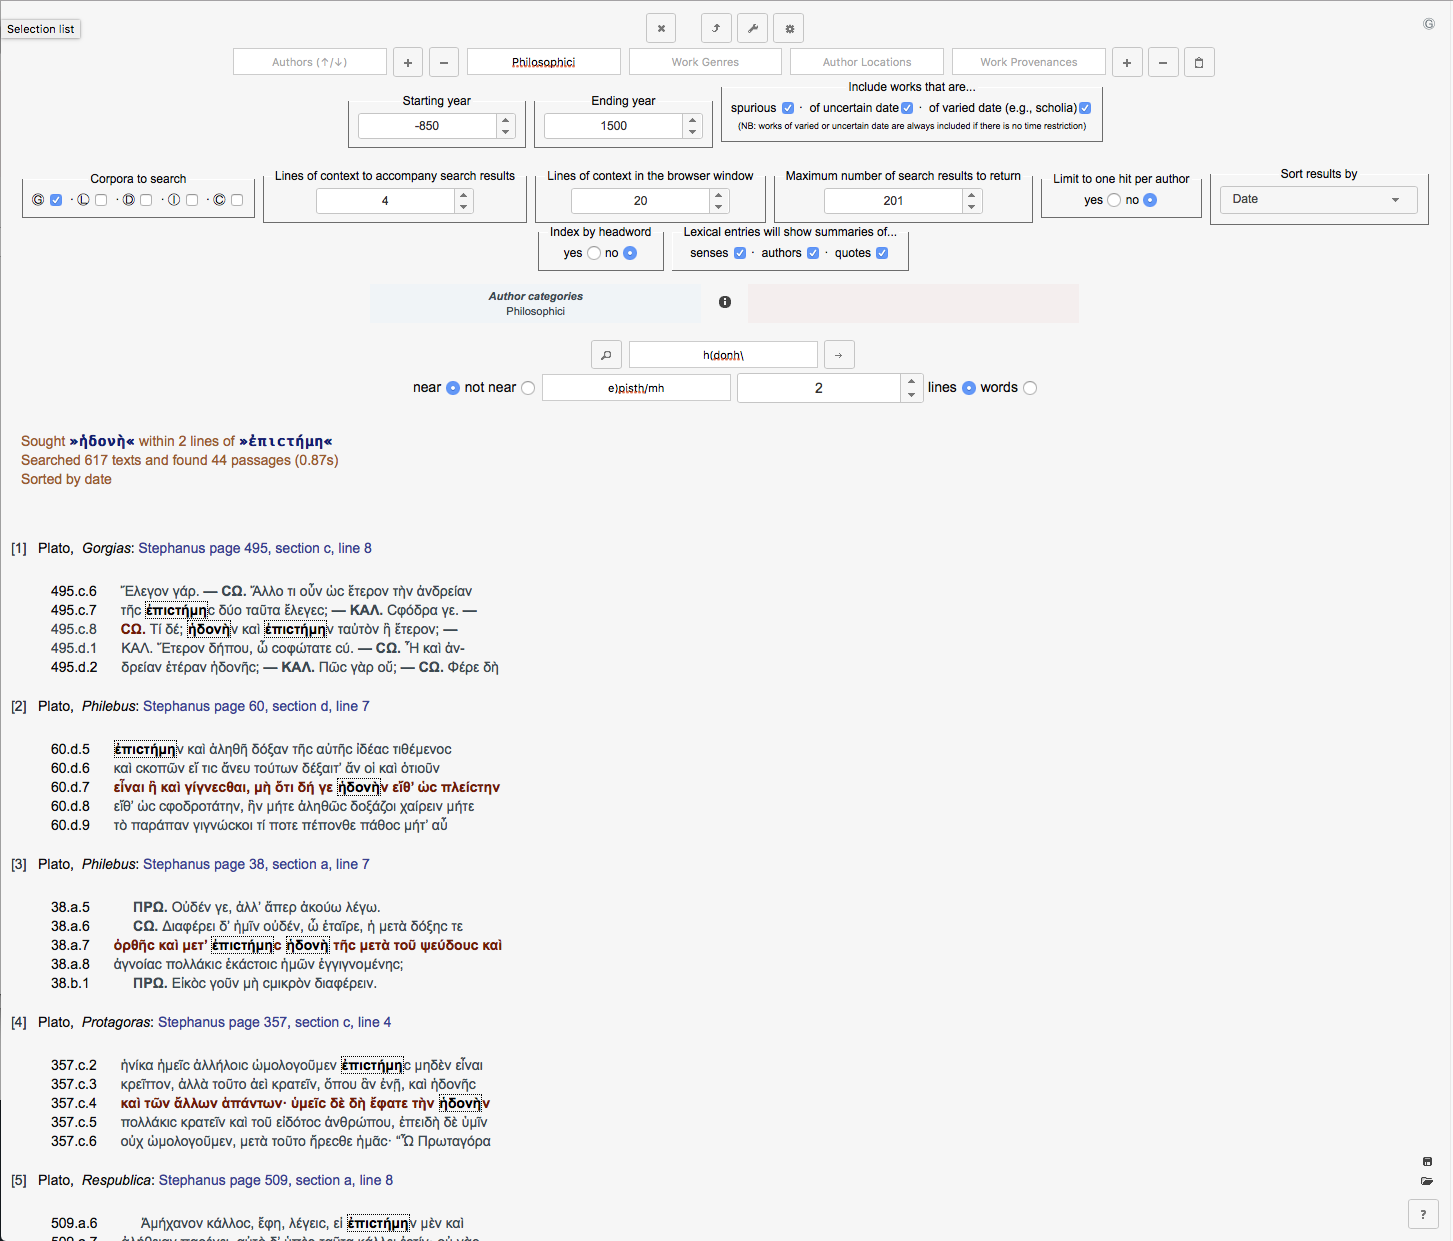 Selection list
Authors (↑/↓) + − Philosophici Work Genres Author Locations Work Provenances + −
Starting year
-850
Ending year
1500
Include works that are...
spurious · of uncertain date · of varied date (e.g., scholia)
(NB: works of varied or uncertain date are always included if there is no time restriction)
Corpora to search
Ⓖ · Ⓛ · Ⓓ · Ⓘ · Ⓒ
Lines of context to accompany search results
4
Lines of context in the browser window
20
Maximum number of search results to return
201
Limit to one hit per author
yes no
Sort results by
Date
Index by headword
yes no
Lexical entries will show summaries of...
senses · authors · quotes
Author categories
Philosophici
h(donh\
near not near e)pisth/mh 2 lines words
Sought »ἡδονὴ« within 2 lines of »ἐπιϲτήμη«
Searched 617 texts and found 44 passages (0.87s)
Sorted by date
[1] Plato, Gorgias: Stephanus page 495, section c, line 8
495.c.6 Ἔλεγον γάρ. — ϹΩ. Ἄλλο τι οὖν ὡϲ ἕτερον τὴν ἀνδρείαν
495.c.7 τῆϲ ἐπιϲτήμηϲ δύο ταῦτα ἔλεγεϲ; — ΚΑΛ. Ϲφόδρα γε. —
495.c.8 ϹΩ. Τί δέ; ἡδονὴν καὶ ἐπιϲτήμην ταὐτὸν ἢ ἕτερον; —
495.d.1 ΚΑΛ. Ἕτερον δήπου, ὦ ϲοφώτατε ϲύ. — ϹΩ. Ἦ καὶ ἀν-
495.d.2 δρείαν ἑτέραν ἡδονῆϲ; — ΚΑΛ. Πῶϲ γὰρ οὔ; — ϹΩ. Φέρε δὴ
[2] Plato, Philebus: Stephanus page 60, section d, line 7
60.d.5 ἐπιϲτήμην καὶ ἀληθῆ δόξαν τῆϲ αὐτῆϲ ἰδέαϲ τιθέμενοϲ
60.d.6 καὶ ϲκοπῶν εἴ τιϲ ἄνευ τούτων δέξαιτ’ ἄν οἱ καὶ ὁτιοῦν
60.d.7 εἶναι ἢ καὶ γίγνεϲθαι, μὴ ὅτι δή γε ἡδονὴν εἴθ’ ὡϲ πλείϲτην
60.d.8 εἴθ’ ὡϲ ϲφοδροτάτην, ἣν μήτε ἀληθῶϲ δοξάζοι χαίρειν μήτε
60.d.9 τὸ παράπαν γιγνώϲκοι τί ποτε πέπονθε πάθοϲ μήτ’ αὖ
[3] Plato, Philebus: Stephanus page 38, section a, line 7
38.a.5 ΠΡΩ. Οὐδέν γε, ἀλλ’ ἅπερ ἀκούω λέγω.
38.a.6 ϹΩ. Διαφέρει δ’ ἡμῖν οὐδέν, ὦ ἑταῖρε, ἡ μετὰ δόξηϲ τε
38.a.7 ὀρθῆϲ καὶ μετ’ ἐπιϲτήμηϲ ἡδονὴ τῆϲ μετὰ τοῦ ψεύδουϲ καὶ
38.a.8 ἀγνοίαϲ πολλάκιϲ ἑκάϲτοιϲ ἡμῶν ἐγγιγνομένηϲ;
38.b.1 ΠΡΩ. Εἰκὸϲ γοῦν μὴ ϲμικρὸν διαφέρειν.
[4] Plato, Protagoras: Stephanus page 357, section c, line 4
357.c.2 ἡνίκα ἡμεῖϲ ἀλλήλοιϲ ὡμολογοῦμεν ἐπιϲτήμηϲ μηδὲν εἶναι
357.c.3 κρεῖττον, ἀλλὰ τοῦτο ἀεὶ κρατεῖν, ὅπου ἂν ἐνῇ, καὶ ἡδονῆϲ
357.c.4 καὶ τῶν ἄλλων ἁπάντων· ὑμεῖϲ δὲ δὴ ἔφατε τὴν ἡδονὴν
357.c.5 πολλάκιϲ κρατεῖν καὶ τοῦ εἰδότοϲ ἀνθρώπου, ἐπειδὴ δὲ ὑμῖν
357.c.6 οὐχ ὡμολογοῦμεν, μετὰ τοῦτο ἤρεϲθε ἡμᾶϲ· “Ὦ Πρωταγόρα
[5] Plato, Respublica: Stephanus page 509, section a, line 8
509.a.6 Ἀμήχανον κάλλοϲ, ἔφη, λέγειϲ, εἰ ἐπιϲτήμην μὲν καὶ
?